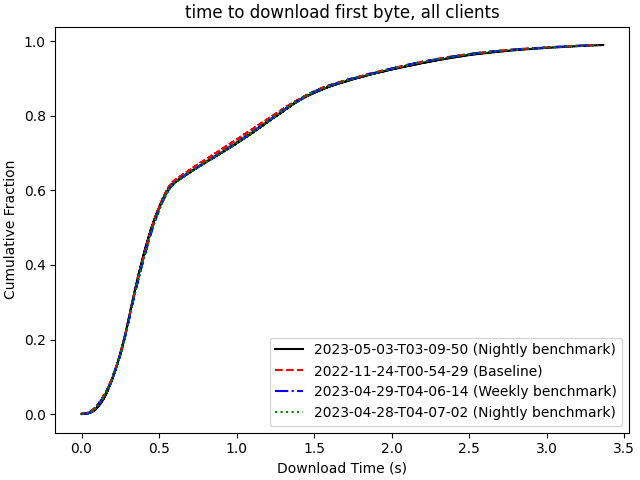 time to download first byte, all clients
1.0
0.8
0.6
0.4
0.2
0.0
Cumulative Fraction
2023-05-03-T03-09-50 (Nightly benchmark)
2022-11-24-T00-54-29 (Baseline)
2023-04-29-T04-06-14 (Weekly benchmark)
2023-04-28-T04-07-02 (Nightly benchmark)
0.0 0.5 1.0 1.5 2.0 2.5 3.0 3.5
Download Time (s)